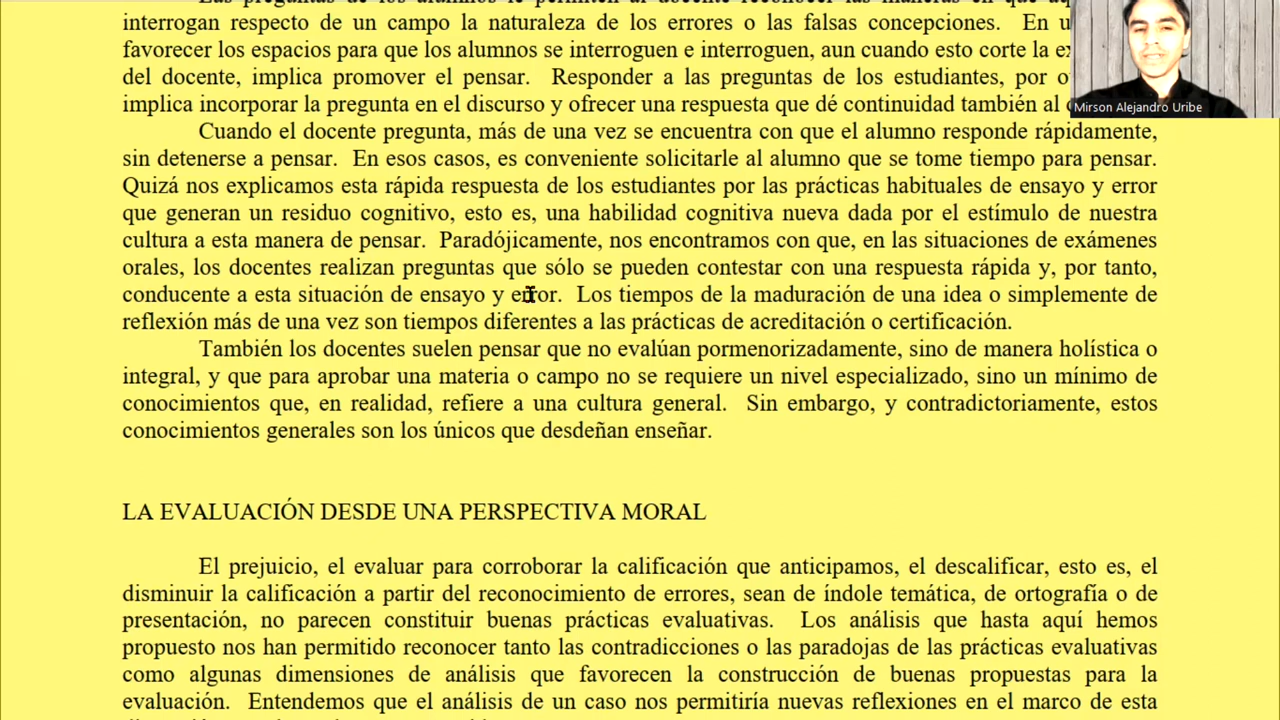 interrogan respecto de un campo la naturaleza de los errores o las falsas concepciones.  En u
favorecer los espacios para que los alumnos se interroguen e interroguen, aun cuando esto corte la
del docente, implica promover el pensar.  Responder a las preguntas de los estudiantes, por
implica incorporar la pregunta en el discurso y ofrecer una respuesta que dé continuidad también al
Mirson Alejandro Uribe
Cuando el docente pregunta, más de una vez se encuentra con que el alumno responde rápidamente,
sin detenerse a pensar.  En esos casos, es conveniente solicitarle al alumno que se tome tiempo para pensar.
Quizá nos explicamos esta rápida respuesta de los estudiantes por las prácticas habituales de ensayo y error
que generan un residuo cognitivo, esto es, una habilidad cognitiva nueva dada por el estímulo de nuestra
cultura a esta manera de pensar.  Paradójicamente, nos encontramos con que, en las situaciones de exámenes
orales, los docentes realizan preguntas que sólo se pueden contestar con una respuesta rápida y, por tanto,
conducente a esta situación de ensayo y error.  Los tiempos de la maduración de una idea o simplemente de
reflexión más de una vez son tiempos diferentes a las prácticas de acreditación o certificación.
También los docentes suelen pensar que no evalúan pormenorizadamente, sino de manera holística o
integral, y que para aprobar una materia o campo no se requiere un nivel especializado, sino un mínimo de
conocimientos que, en realidad, refiere a una cultura general.  Sin embargo, y contradictoriamente, estos
conocimientos generales son los únicos que desdeñan enseñar.
LA EVALUACIÓN DESDE UNA PERSPECTIVA MORAL
El prejuicio, el evaluar para corroborar la calificación que anticipamos, el descalificar, esto es, el
disminuir la calificación a partir del reconocimiento de errores, sean de índole temática, de ortografía o de
presentación, no parecen constituir buenas prácticas evaluativas.  Los análisis que hasta aquí hemos
propuesto nos han permitido reconocer tanto las contradicciones o las paradojas de las prácticas evaluativas
como algunas dimensiones de análisis que favorecen la construcción de buenas propuestas para la
evaluación.  Entendemos que el análisis de un caso nos permitiría nuevas reflexiones en el marco de esta